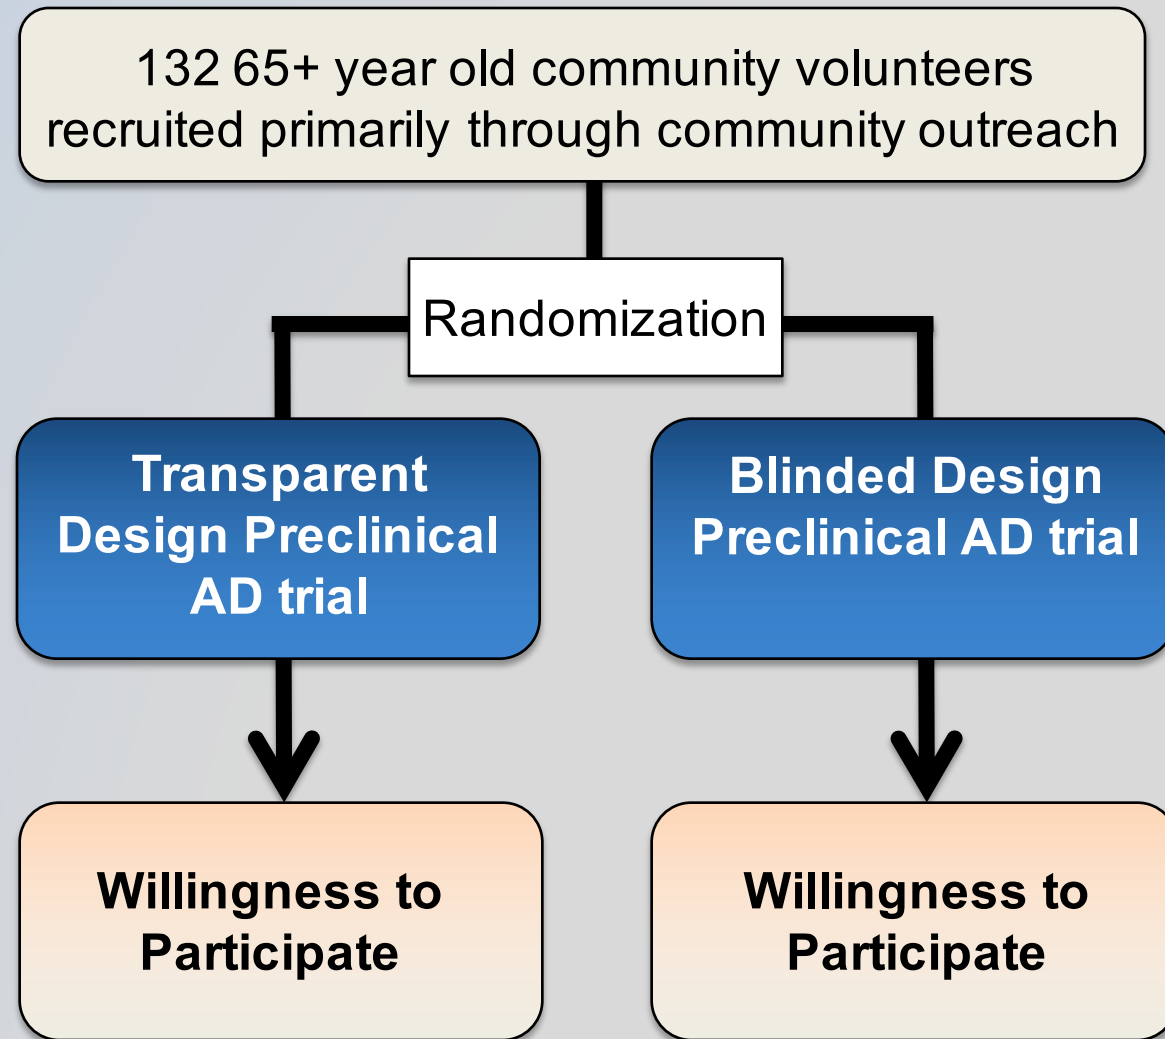 132 65+ year old community volunteers
recruited primarily through community outreach
Randomization
Transparent
Design Preclinical
AD trial
Blinded Design
Preclinical AD trial
Willingness to
Participate
Willingness to
Participate